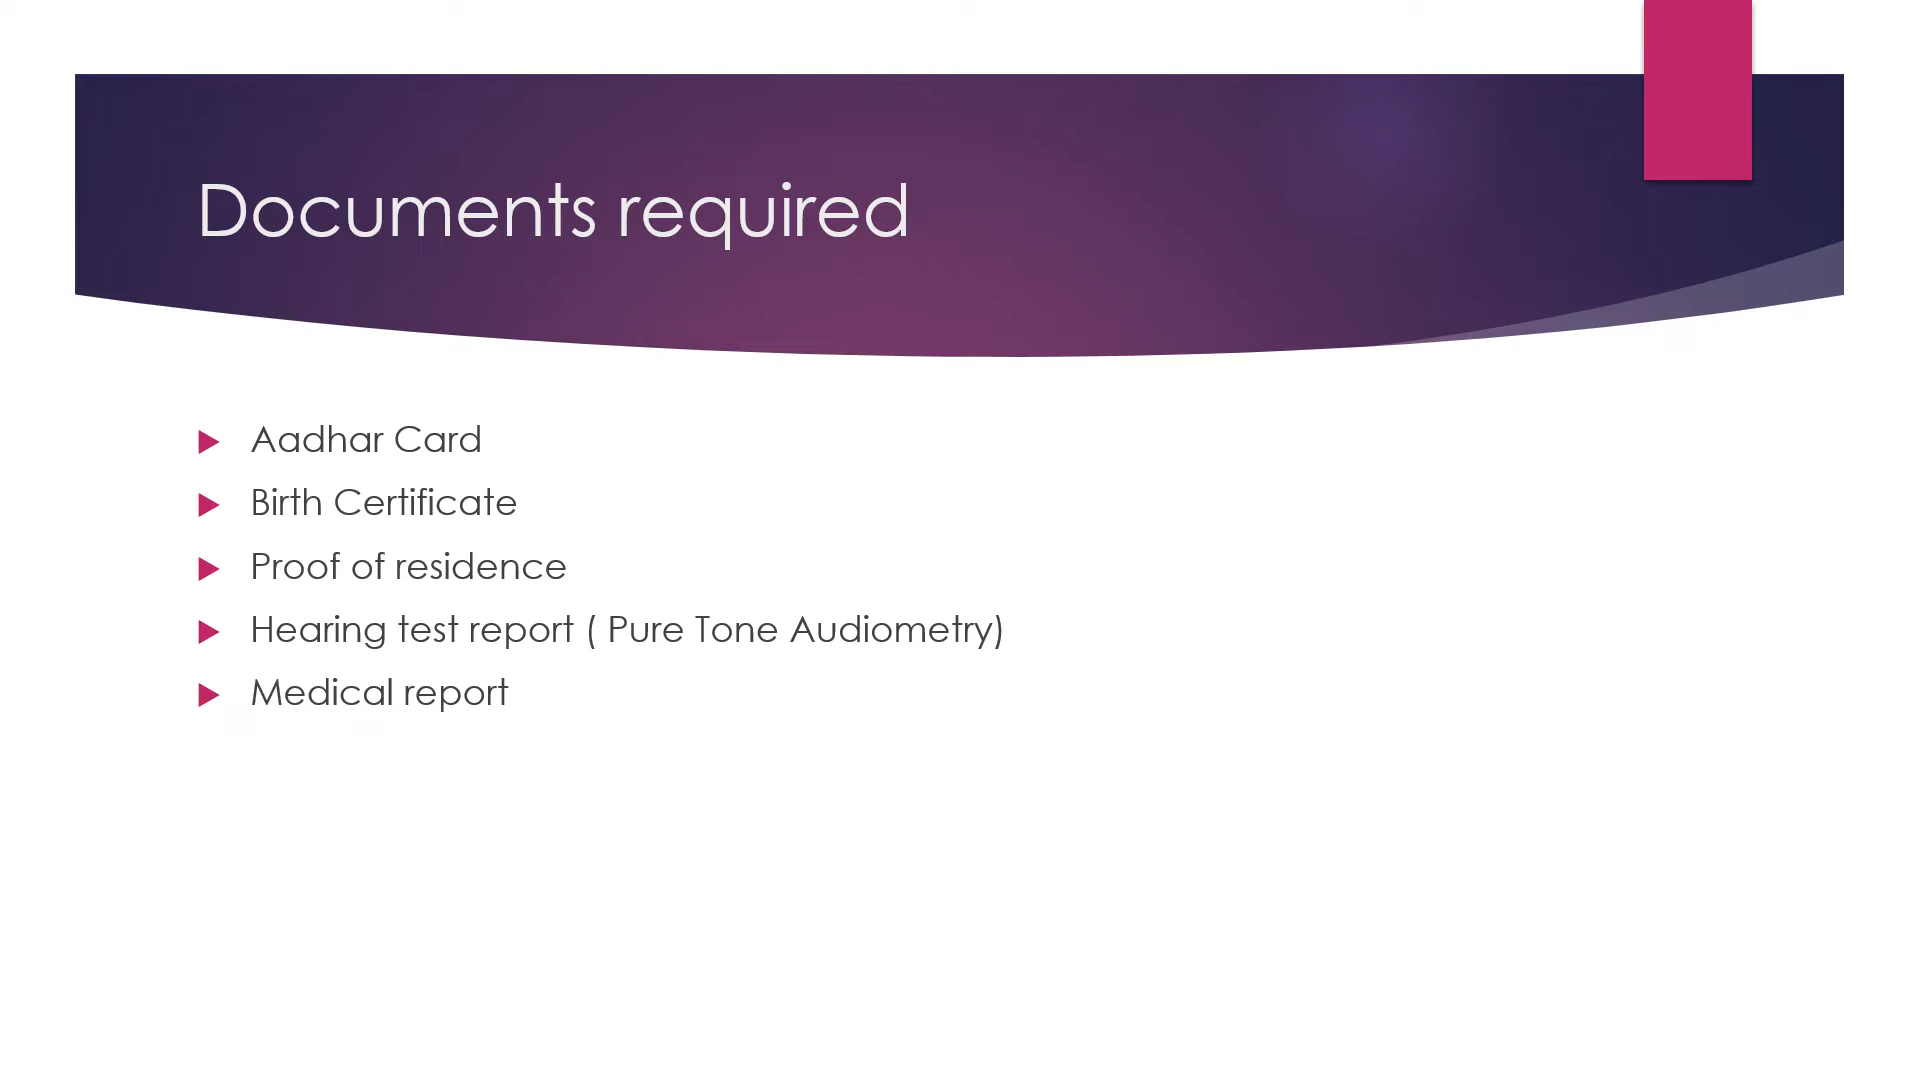 Documents required
Aadhar Card
Birth Certificate
Proof of residence
Hearing test report ( Pure Tone Audiometry)
Medical report